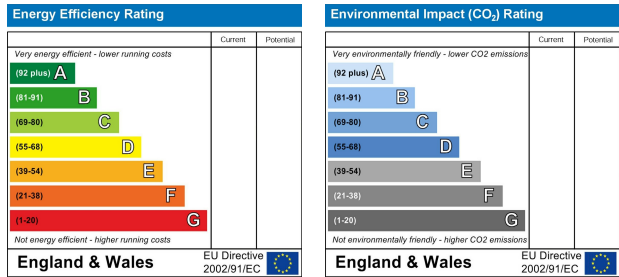 Energy Efficiency Rating
Current Potential
Very energy efficient - lower running costs
(92 plus) A
(81-91) B
(69-80) C
(55-68) D
(39-54) E
(21-38) F
(1-20) G
Not energy efficient - higher running costs
England & Wales
EU Directive
2002/91/EC
Environmental Impact (CO₂) Rating
Current Potential
Very environmentally friendly - lower CO2 emissions
(92 plus) A
(81-91) B
(69-80) C
(55-68) D
(39-54) E
(21-38) F
(1-20) G
Not environmentally friendly - higher CO2 emissions
England & Wales
EU Directive
2002/91/EC